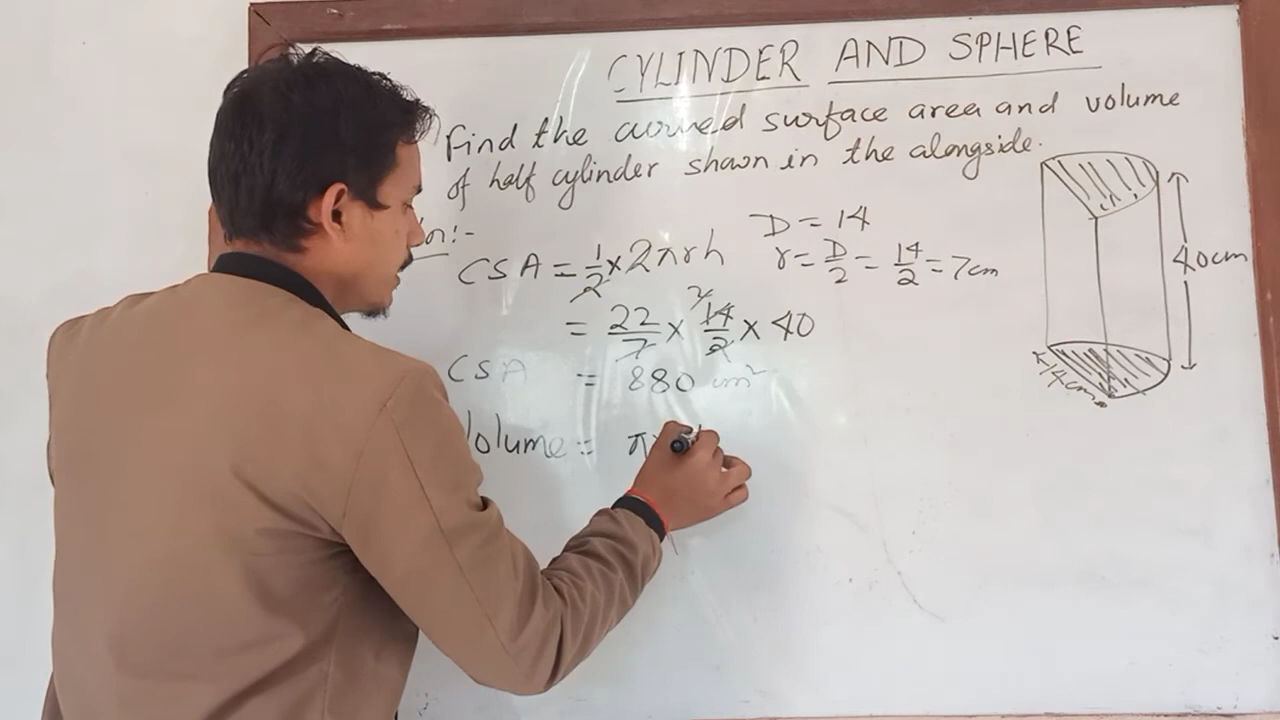 CYLINDER AND SPHERE
Find the curved surface area and volume
of half cylinder shown in the alongside.
D = 14
CSA = 1/2 × 2πrh
r = D/2 = 14/2 = 7cm
= 22/7 × 14/2 × 40
2
CSA = 880 cm²
Volume = π
40cm
14cm